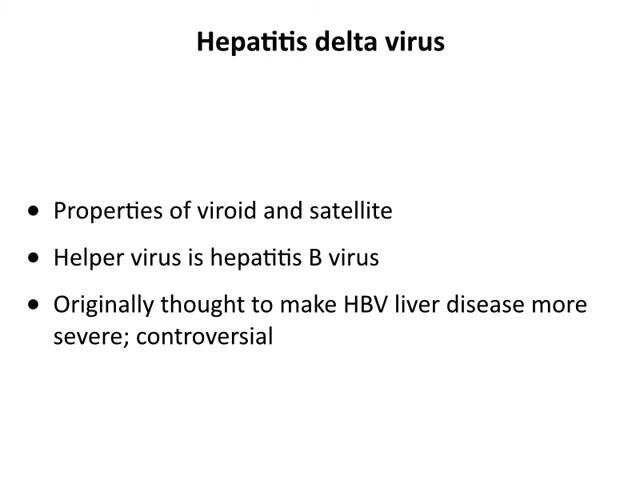 Hepatitis delta virus
• Properties of viroid and satellite
• Helper virus is hepatitis B virus
• Originally thought to make HBV liver disease more
severe; controversial